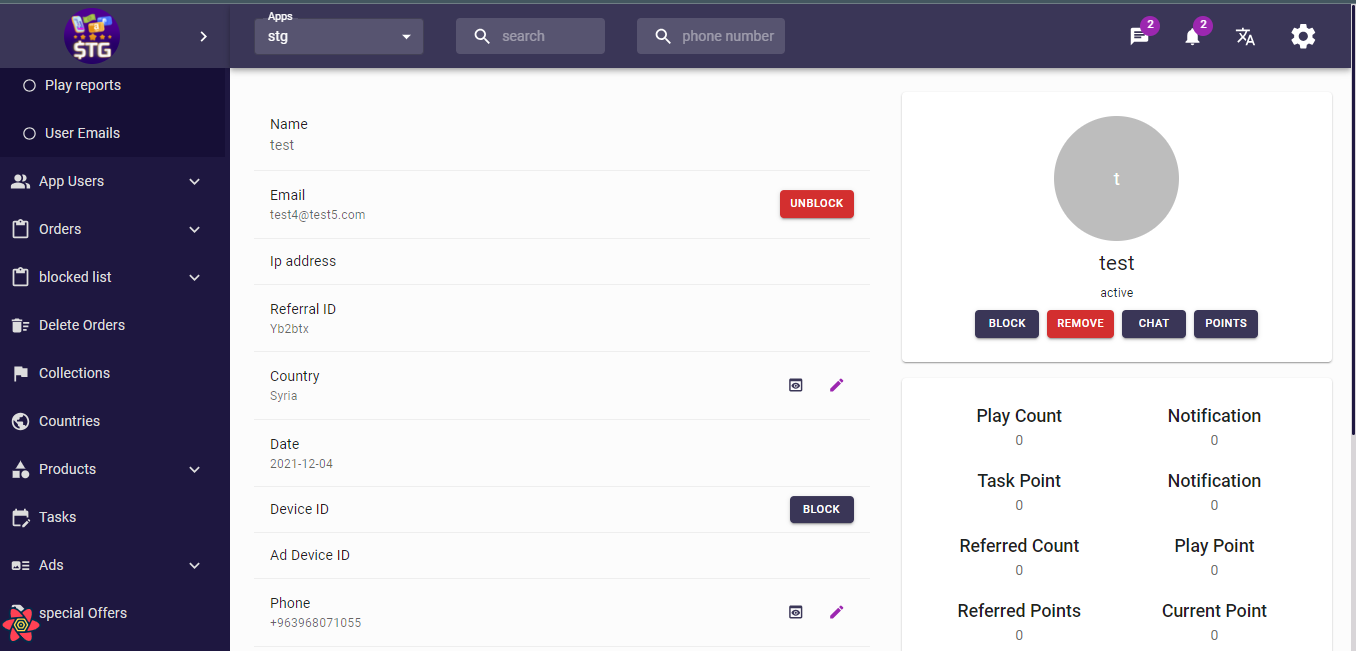 STG
Apps
stg
search
phone number
2
2
Play reports
User Emails
App Users
Orders
blocked list
Delete Orders
Collections
Countries
Products
Tasks
Ads
special Offers
Name
test
Email
test4@test5.com
UNBLOCK
Ip address
Referral ID
Yb2btx
Country
Syria
Date
2021-12-04
Device ID
BLOCK
Ad Device ID
Phone
+963968071055
t
test
active
BLOCK REMOVE CHAT POINTS
Play Count Notification
0 0
Task Point Notification
0 0
Referred Count Play Point
0 0
Referred Points Current Point
0 0